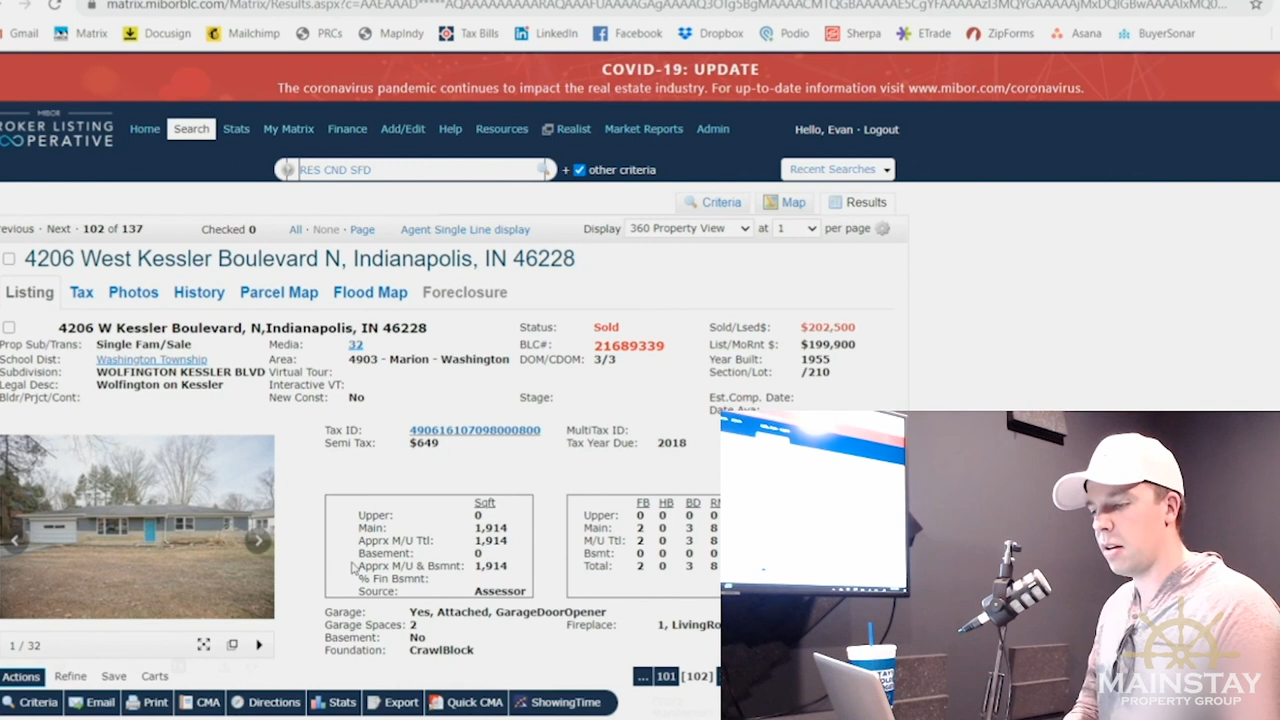 matrix.miborblc.com/Matrix/Results.aspx?c=
Gmail Matrix Docusign Mailchimp PRCs MapIndy Tax Bills LinkedIn Facebook Dropbox Podio Sherpa ETrade ZipForms Asana BuyerSonar
COVID-19: UPDATE
The coronavirus pandemic continues to impact the real estate industry. For up-to-date information visit www.mibor.com/coronavirus.
MIBOR
ROKER LISTING
OPERATIVE
Home Search Stats My Matrix Finance Add/Edit Help Resources Realist Market Reports Admin Hello, Evan · Logout
RES CND SFD + other criteria Recent Searches
Criteria Map Results
revious · Next · 102 of 137 Checked 0 All · None · Page Agent Single Line display Display 360 Property View at 1 per page
4206 West Kessler Boulevard N, Indianapolis, IN 46228
Listing Tax Photos History Parcel Map Flood Map Foreclosure
4206 W Kessler Boulevard, N,Indianapolis, IN 46228 Status: Sold Sold/Lsed$: $202,500
Prop Sub/Trans: Single Fam/Sale Media: 32 BLC#: 21689339 List/MoRnt $: $199,900
School Dist: Washington Township Area: 4903 - Marion - Washington DOM/CDOM: 3/3 Year Built: 1955
Subdivision: WOLFINGTON KESSLER BLVD Virtual Tour: Section/Lot: /210
Legal Desc: Wolfington on Kessler Interactive VT:
Bldr/Prjct/Cont: New Const: No Stage: Est.Comp. Date:
Tax ID: 490616107098000800 MultiTax ID:
Semi Tax: $649 Tax Year Due: 2018
Sqft FB HB BD RM
Upper: 0 Upper: 0 0 0 0
Main: 1,914 Main: 2 0 3 8
Apprx M/U Ttl: 1,914 M/U Ttl: 2 0 3 8
Basement: 0 Bsmt: 0 0 0 0
Apprx M/U & Bsmnt: 1,914 Total: 2 0 3 8
% Fin Bsmnt:
Source: Assessor
Garage: Yes, Attached, GarageDoorOpener
Garage Spaces: 2 Fireplace: 1, LivingRo
Basement: No
Foundation: CrawlBlock
1 / 32
Actions Refine Save Carts ... 101 [102]
Criteria Email Print CMA Directions Stats Export Quick CMA ShowingTime
MAINSTAY
PROPERTY GROUP